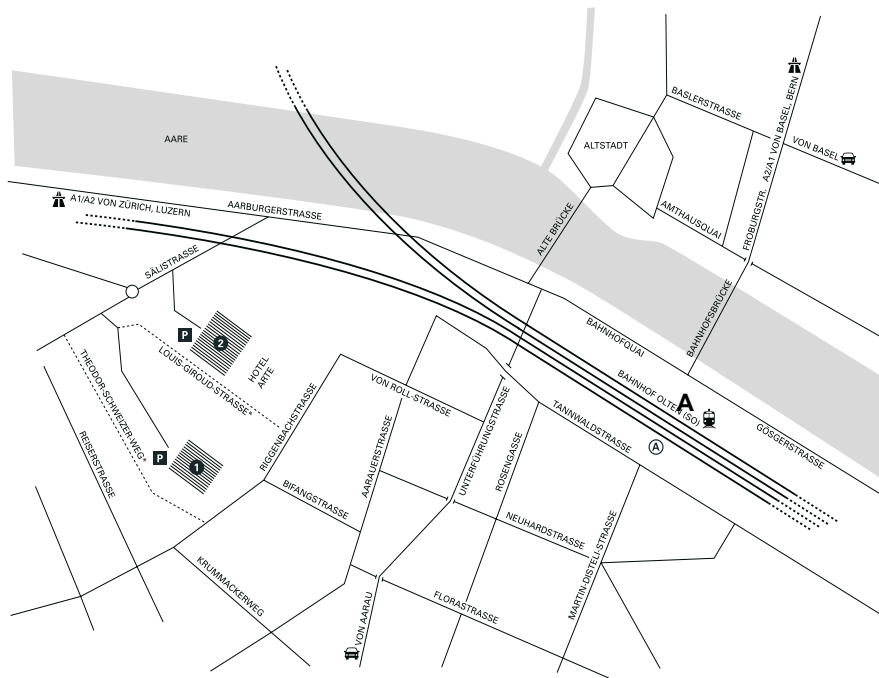 BASLERSTRASSE
A2/A1 VON BASEL, BERN
VON BASEL
AARE
ALTSTADT
A1/A2 VON ZÜRICH, LUZERN
AARBURGERSTRASSE
ALTE BRÜCKE
AMTHAUSQUAI
FROBURGSTR.
SÄLISTRASSE
BAHNHOFSBRÜCKE
BAHNHOFQUAI
P
2
HOTEL
ARTE
LOUIS-GIROUD-STRASSE*
THEODOR-SCHWEIZER-WEG*
VON ROLL-STRASSE
BAHNHOF OLTEN (SO)
A
TANNWALDSTRASSE
GÖSGERSTRASSE
A
RIGGENBACHSTRASSE
AARAUERSTRASSE
UNTERFÜHRUNGSTRASSE
ROSENGASSE
REISERSTRASSE
P
1
BIFANGSTRASSE
NEUHARDSTRASSE
MARTIN-DISTELI-STRASSE
KRUMMACKERWEG
FLORASTRASSE
VON AARAU